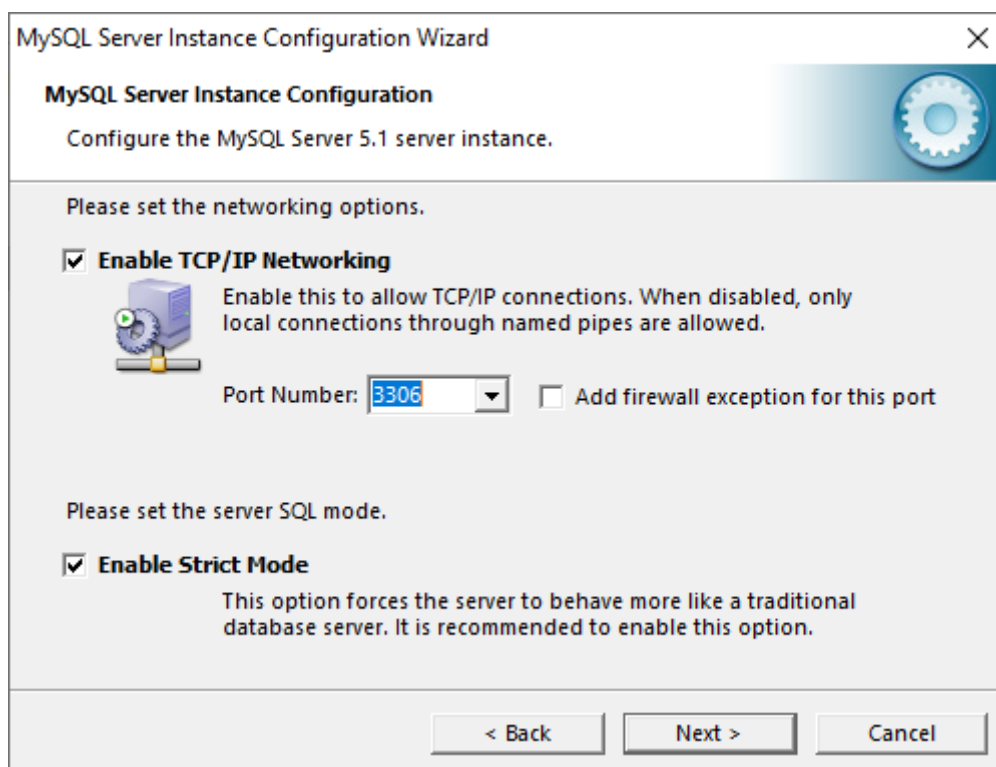 MySQL Server Instance Configuration Wizard
MySQL Server Instance Configuration
Configure the MySQL Server 5.1 server instance.
Please set the networking options.
Enable TCP/IP Networking
Enable this to allow TCP/IP connections. When disabled, only
local connections through named pipes are allowed.
Port Number: 3306 Add firewall exception for this port
Please set the server SQL mode.
Enable Strict Mode
This option forces the server to behave more like a traditional
database server. It is recommended to enable this option.
< Back Next > Cancel